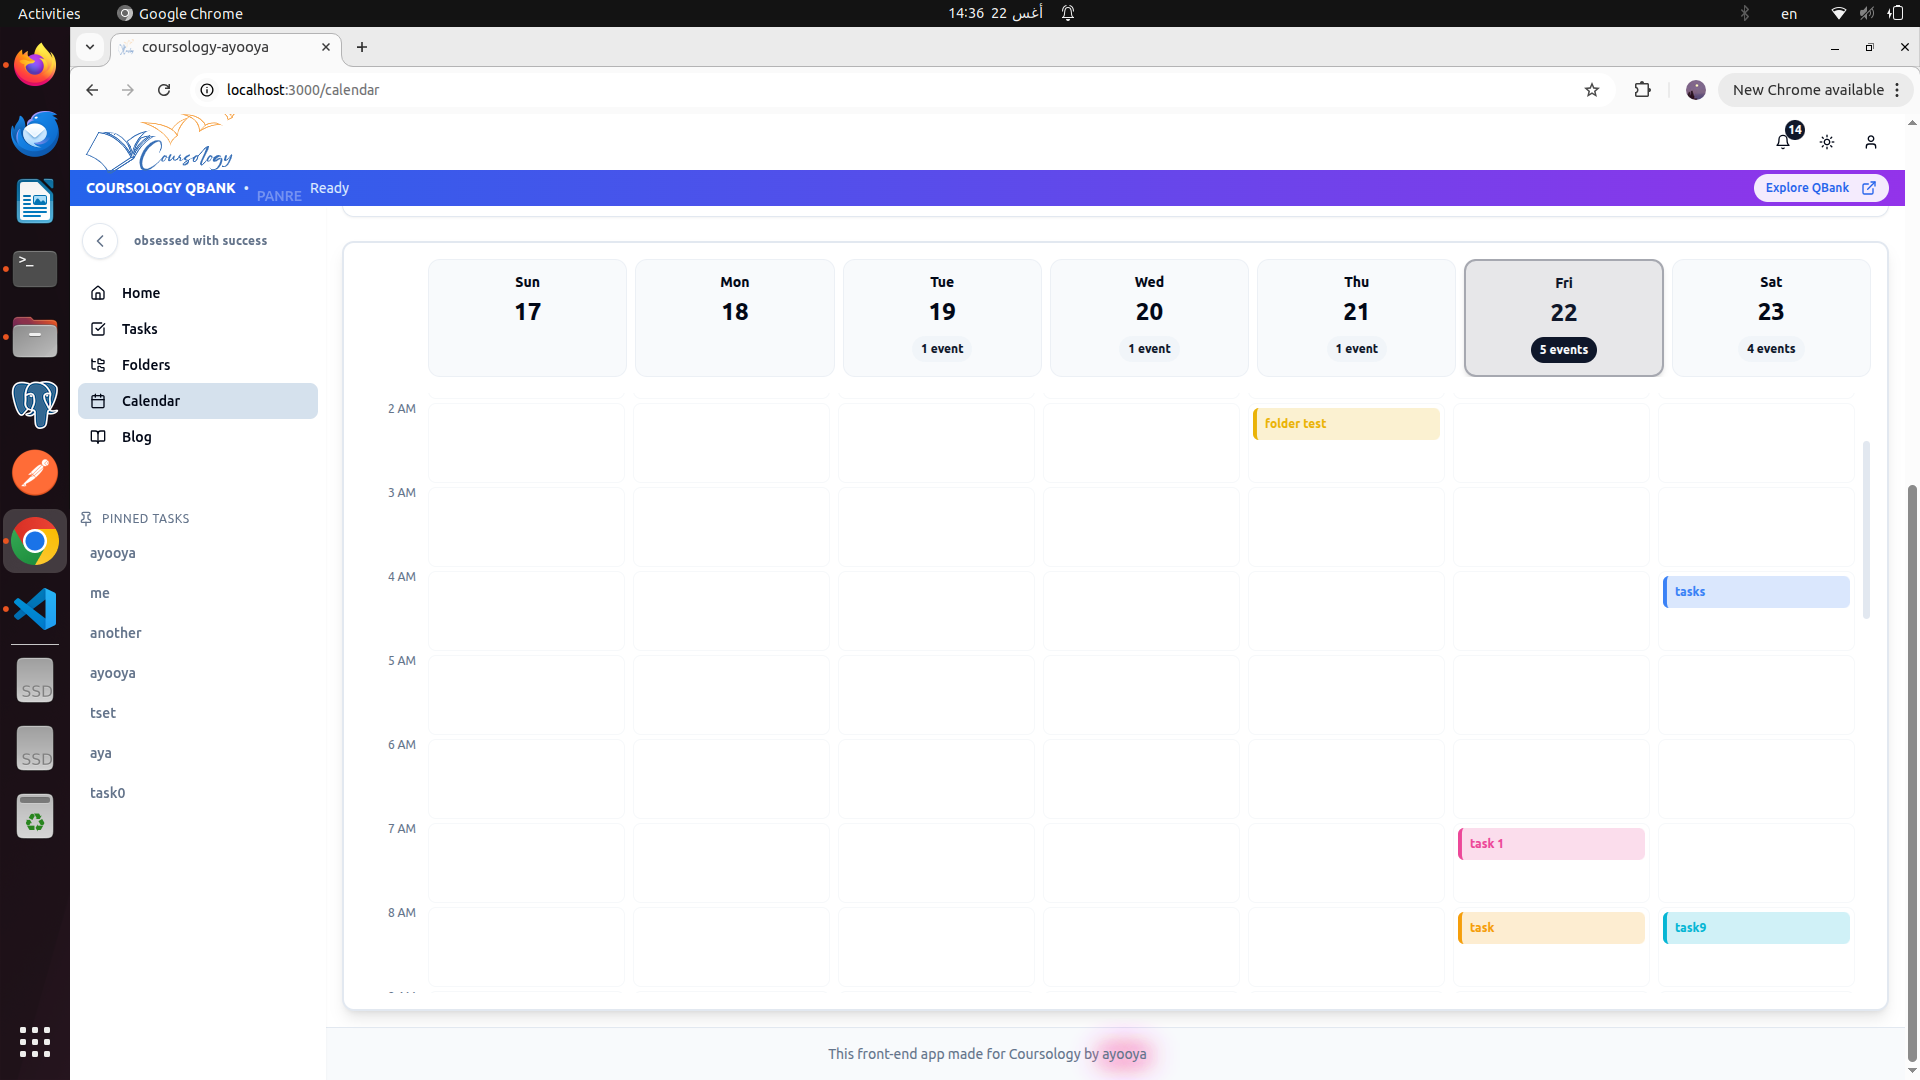 Activities
Google Chrome
14:36 22 أغس
en
coursology-ayooya
localhost:3000/calendar
New Chrome available
Coursology
14
COURSOLOGY QBANK • PANRE Ready
Explore QBank
obsessed with success
Home
Tasks
Folders
Calendar
Blog
PINNED TASKS
ayooya
me
another
ayooya
tset
aya
task0
Sun
17
Mon
18
Tue
19
1 event
Wed
20
1 event
Thu
21
1 event
Fri
22
5 events
Sat
23
4 events
2 AM
folder test
3 AM
4 AM
tasks
5 AM
6 AM
7 AM
task 1
8 AM
task
task9
This front-end app made for Coursology by ayooya
SSD
SSD